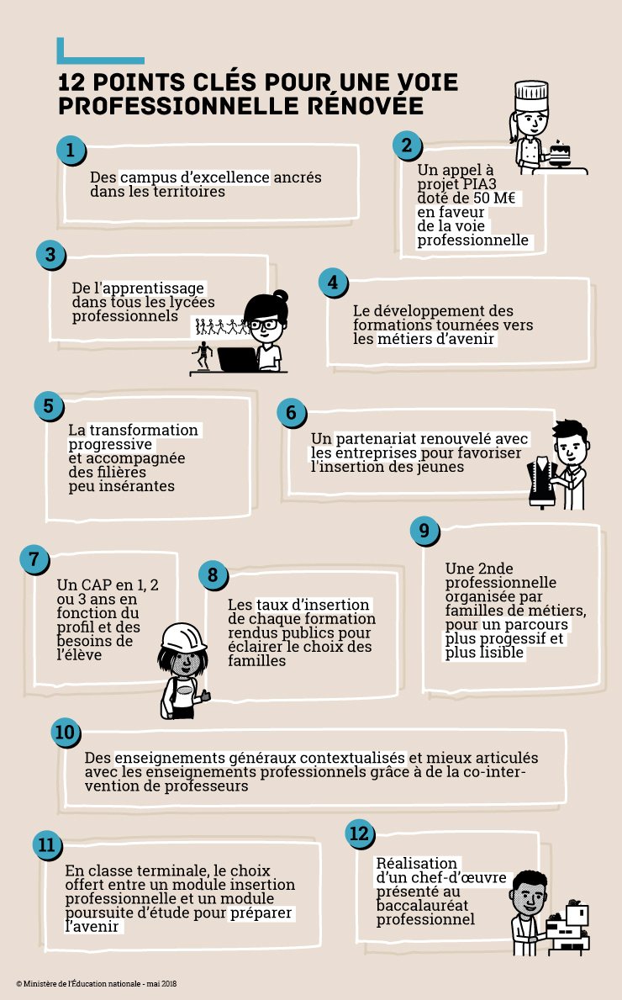 12 POINTS CLÉS POUR UNE VOIE
PROFESSIONNELLE RÉNOVÉE
1
Des campus d'excellence ancrés
dans les territoires
2
Un appel à
projet PIA3
doté de 50 M€
en faveur
de la voie
professionnelle
3
De l'apprentissage
dans tous les lycées
professionnels
4
Le développement des
formations tournées vers
les métiers d'avenir
5
La transformation
progressive
et accompagnée
des filières
peu insérantes
6
Un partenariat renouvelé avec
les entreprises pour favoriser
l'insertion des jeunes
7
Un CAP en 1, 2
ou 3 ans en
fonction du
profil et des
besoins de
l'élève
8
Les taux d'insertion
de chaque formation
rendus publics pour
éclairer le choix des
familles
9
Une 2nde
professionnelle
organisée par
familles de métiers,
pour un parcours
plus progessif et
plus lisible
10
Des enseignements généraux contextualisés et mieux articulés
avec les enseignements professionnels grâce à de la co-inter-
vention de professeurs
11
En classe terminale, le choix
offert entre un module insertion
professionnelle et un module
poursuite d'étude pour préparer
l'avenir
12
Réalisation
d'un chef-d'œuvre
présenté au
baccalauréat
professionnel
© Ministère de l'Éducation nationale - mai 2018